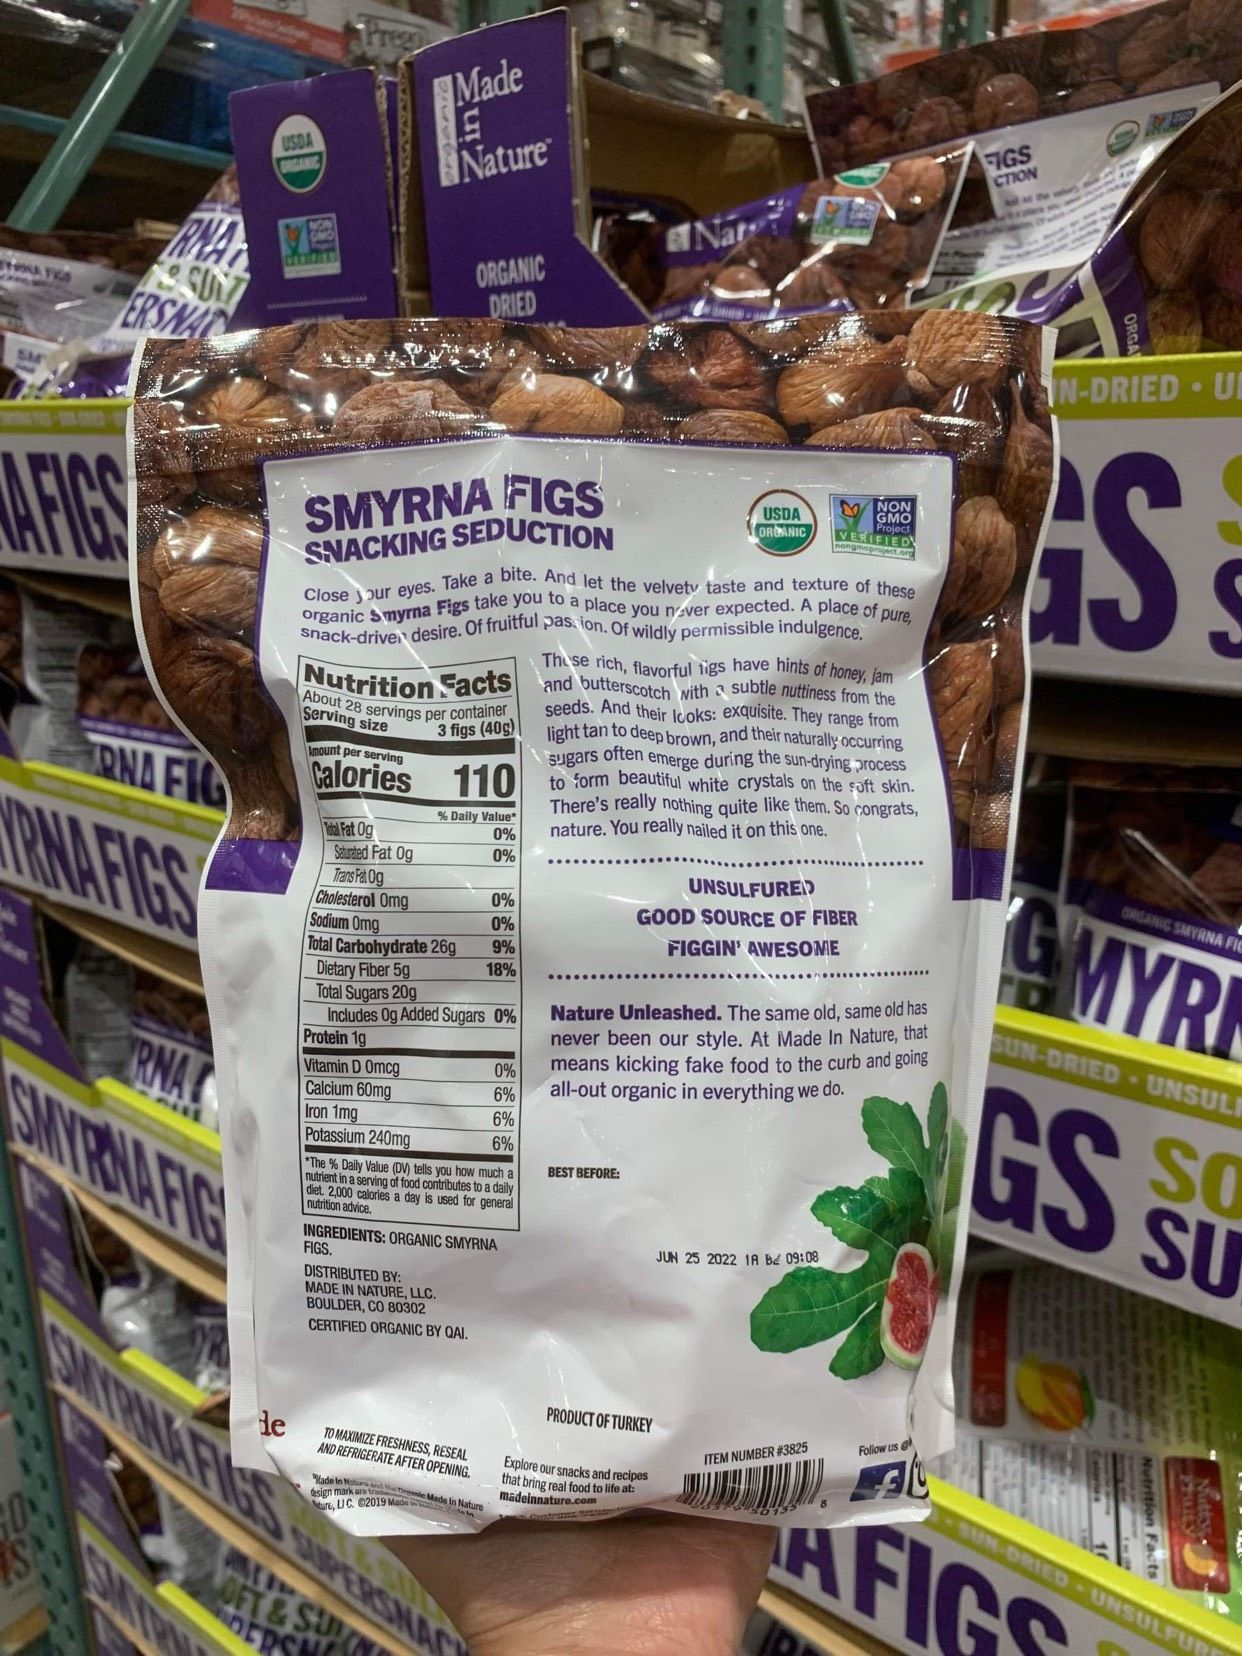 Made
in
Nature
ORGANIC
DRIED
USDA
ORGANIC
NON
GMO
VERIFIED
FIGS
SMYRNA FIGS
SNACKING SEDUCTION
USDA
ORGANIC
NON
GMO
Project
VERIFIED
nongmoproject.org
Close your eyes. Take a bite. And let the velvety taste and texture of these
organic Smyrna Figs take you to a place you never expected. A place of pure,
snack-driven desire. Of fruitful passion. Of wildly permissible indulgence.
These rich, flavorful figs have hints of honey, jam
and butterscotch with a subtle nuttiness from the
seeds. And their looks: exquisite. They range from
light tan to deep brown, and their naturally occurring
sugars often emerge during the sun-drying process
to form beautiful white crystals on the soft skin.
There's really nothing quite like them. So congrats,
nature. You really nailed it on this one.
UNSULFURED
GOOD SOURCE OF FIBER
FIGGIN' AWESOME
Nature Unleashed. The same old, same old has
never been our style. At Made In Nature, that
means kicking fake food to the curb and going
all-out organic in everything we do.
Nutrition Facts
About 28 servings per container
Serving size 3 figs (40g)
Amount per serving
Calories 110
% Daily Value*
Total Fat 0g 0%
Saturated Fat 0g 0%
Trans Fat 0g
Cholesterol 0mg 0%
Sodium 0mg 0%
Total Carbohydrate 26g 9%
Dietary Fiber 5g 18%
Total Sugars 20g
Includes 0g Added Sugars 0%
Protein 1g
Vitamin D 0mcg 0%
Calcium 60mg 6%
Iron 1mg 6%
Potassium 240mg 6%
*The % Daily Value (DV) tells you how much a
nutrient in a serving of food contributes to a daily
diet. 2,000 calories a day is used for general
nutrition advice.
INGREDIENTS: ORGANIC SMYRNA
FIGS.
DISTRIBUTED BY:
MADE IN NATURE, LLC.
BOULDER, CO 80302
CERTIFIED ORGANIC BY QAI.
BEST BEFORE:
JUN 25 2022 1A B2 09:08
PRODUCT OF TURKEY
TO MAXIMIZE FRESHNESS, RESEAL
AND REFRIGERATE AFTER OPENING.
Explore our snacks and recipes
that bring real food to life at:
madeinnature.com
ITEM NUMBER #3825
Follow us @
SMYRNA FIGS
SUN-DRIED • UNSULFURED